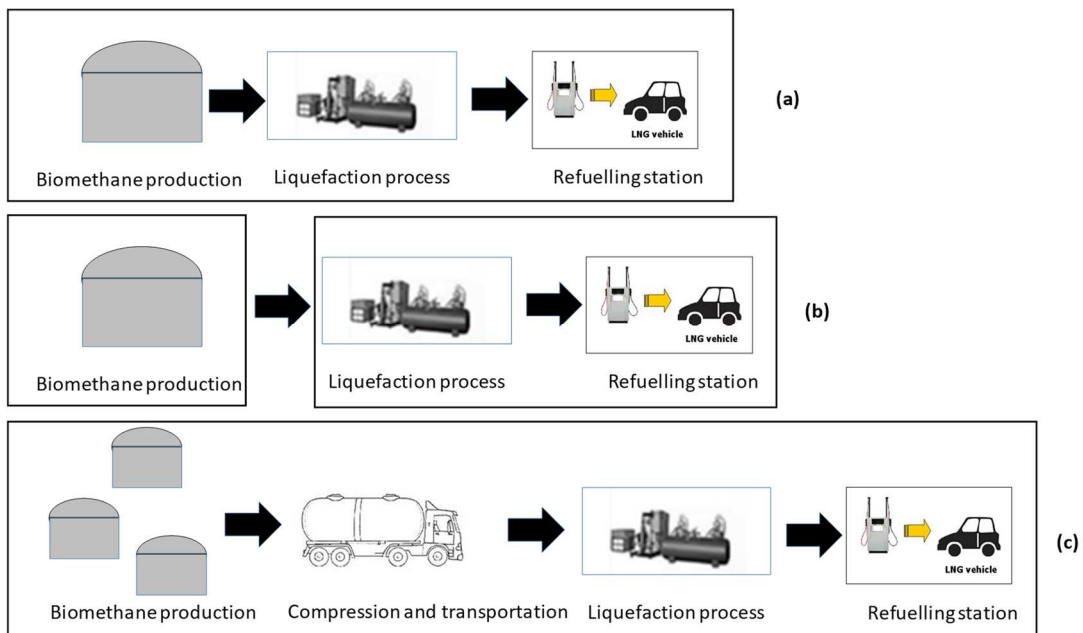 LNG vehicle
(a)
Biomethane production Liquefaction process Refuelling station
LNG vehicle
(b)
Biomethane production Liquefaction process Refuelling station
LNG vehicle
(c)
Biomethane production Compression and transportation Liquefaction process Refuelling station